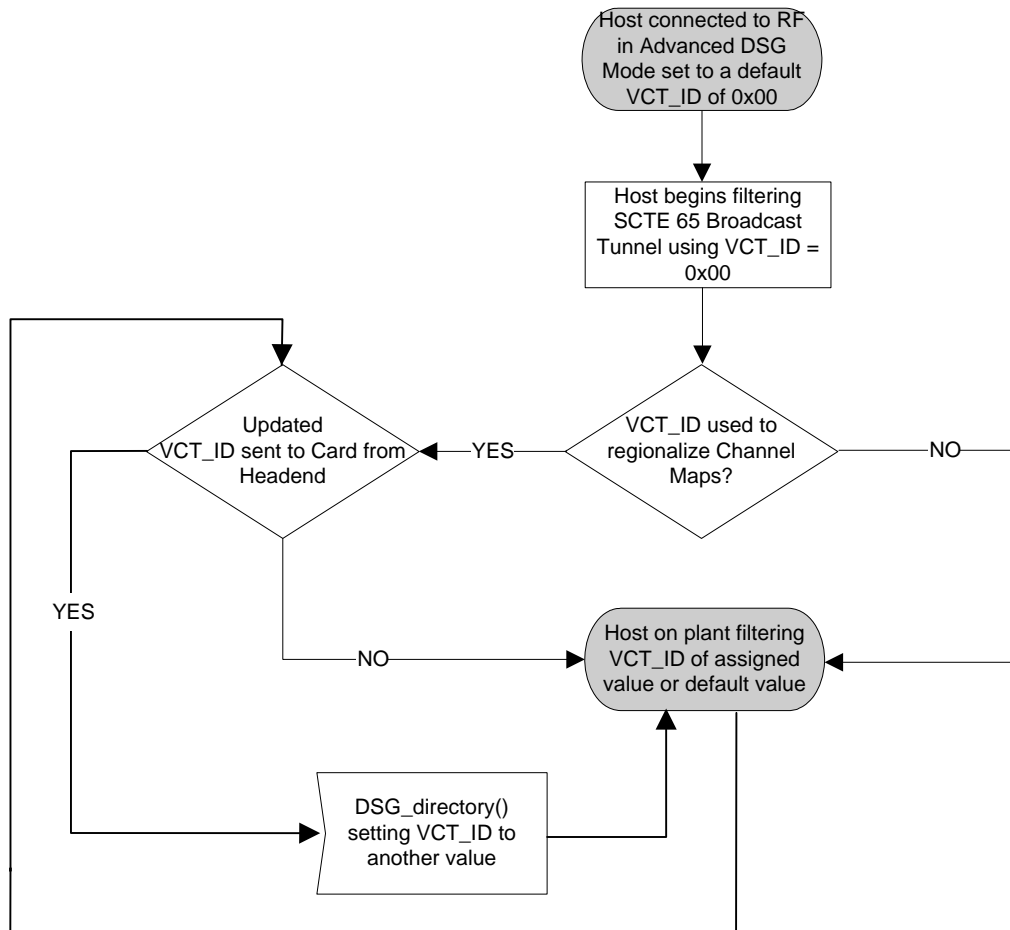 Host connected to RF
in Advanced DSG
Mode set to a default
VCT_ID of 0x00
Host begins filtering
SCTE 65 Broadcast
Tunnel using VCT_ID =
0x00
VCT_ID used to
regionalize Channel
Maps?
YES
NO
Updated
VCT_ID sent to Card from
Headend
YES
NO
Host on plant filtering
VCT_ID of assigned
value or default value
DSG_directory()
setting VCT_ID to
another value